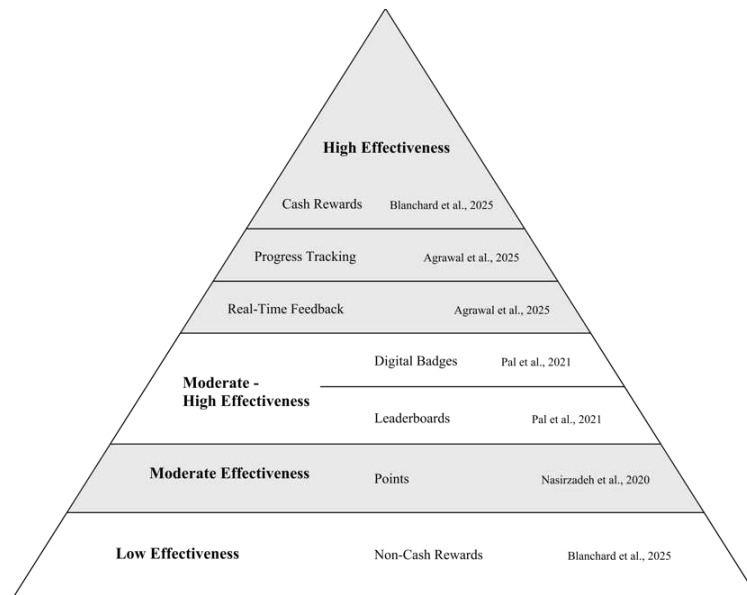 High Effectiveness
Cash Rewards Blanchard et al., 2025
Progress Tracking Agrawal et al., 2025
Real-Time Feedback Agrawal et al., 2025
Digital Badges Pal et al., 2021
Moderate -
High Effectiveness
Leaderboards Pal et al., 2021
Moderate Effectiveness Points Nasirzadeh et al., 2020
Low Effectiveness Non-Cash Rewards Blanchard et al., 2025